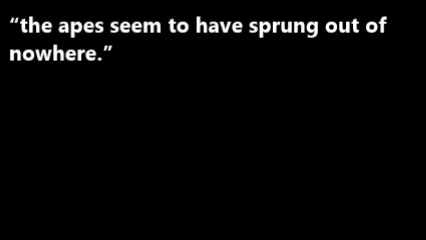 “the apes seem to have sprung out of
nowhere.”